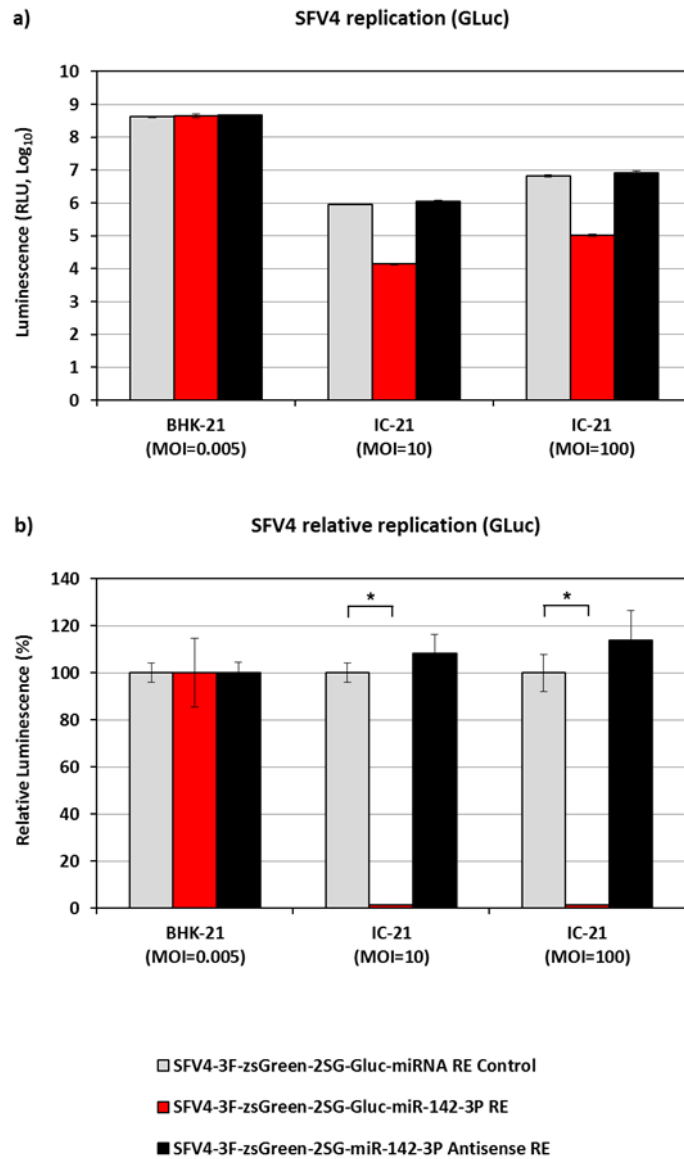 a)
SFV4 replication (GLuc)
10
9
8
7
6
5
4
3
2
1
0
Luminescence (RLU, Log₁₀)
BHK-21 IC-21 IC-21
(MOI=0.005) (MOI=10) (MOI=100)
b)
SFV4 relative replication (GLuc)
140
120
100
80
60
40
20
0
Relative Luminescence (%)
* *
BHK-21 IC-21 IC-21
(MOI=0.005) (MOI=10) (MOI=100)
SFV4-3F-zsGreen-2SG-Gluc-miRNA RE Control
SFV4-3F-zsGreen-2SG-Gluc-miR-142-3P RE
SFV4-3F-zsGreen-2SG-miR-142-3P Antisense RE